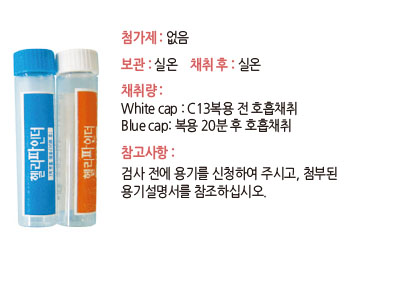 첨가제 : 없음
보관 : 실온 채취 후 : 실온
채취량 :
White cap : C13복용 전 호흡채취
Blue cap: 복용 20분 후 호흡채취
참고사항 :
검사 전에 용기를 신청하여 주시고, 첨부된
용기설명서를 참조하십시오.
헬리파인더
헬리파인더